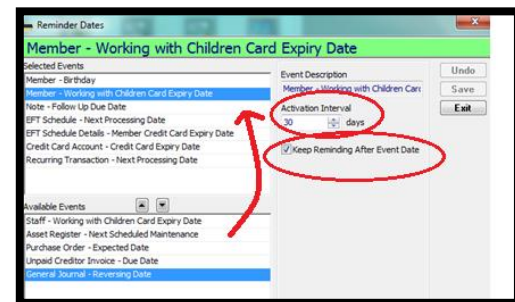 Reminder Dates
Member - Working with Children Card Expiry Date
Selected Events
Member - Birthday
Member - Working with Children Card Expiry Date
Note - Follow Up Due Date
EFT Schedule - Next Processing Date
EFT Schedule Details - Member Credit Card Expiry Date
Credit Card Account - Credit Card Expiry Date
Recurring Transaction - Next Processing Date
Available Events
Staff - Working with Children Card Expiry Date
Asset Register - Next Scheduled Maintenance
Purchase Order - Expected Date
Unpaid Creditor Invoice - Due Date
General Journal - Reversing Date
Event Description
Member - Working with Children Car
Activation Interval
30 days
Keep Reminding After Event Date
Undo
Save
Exit